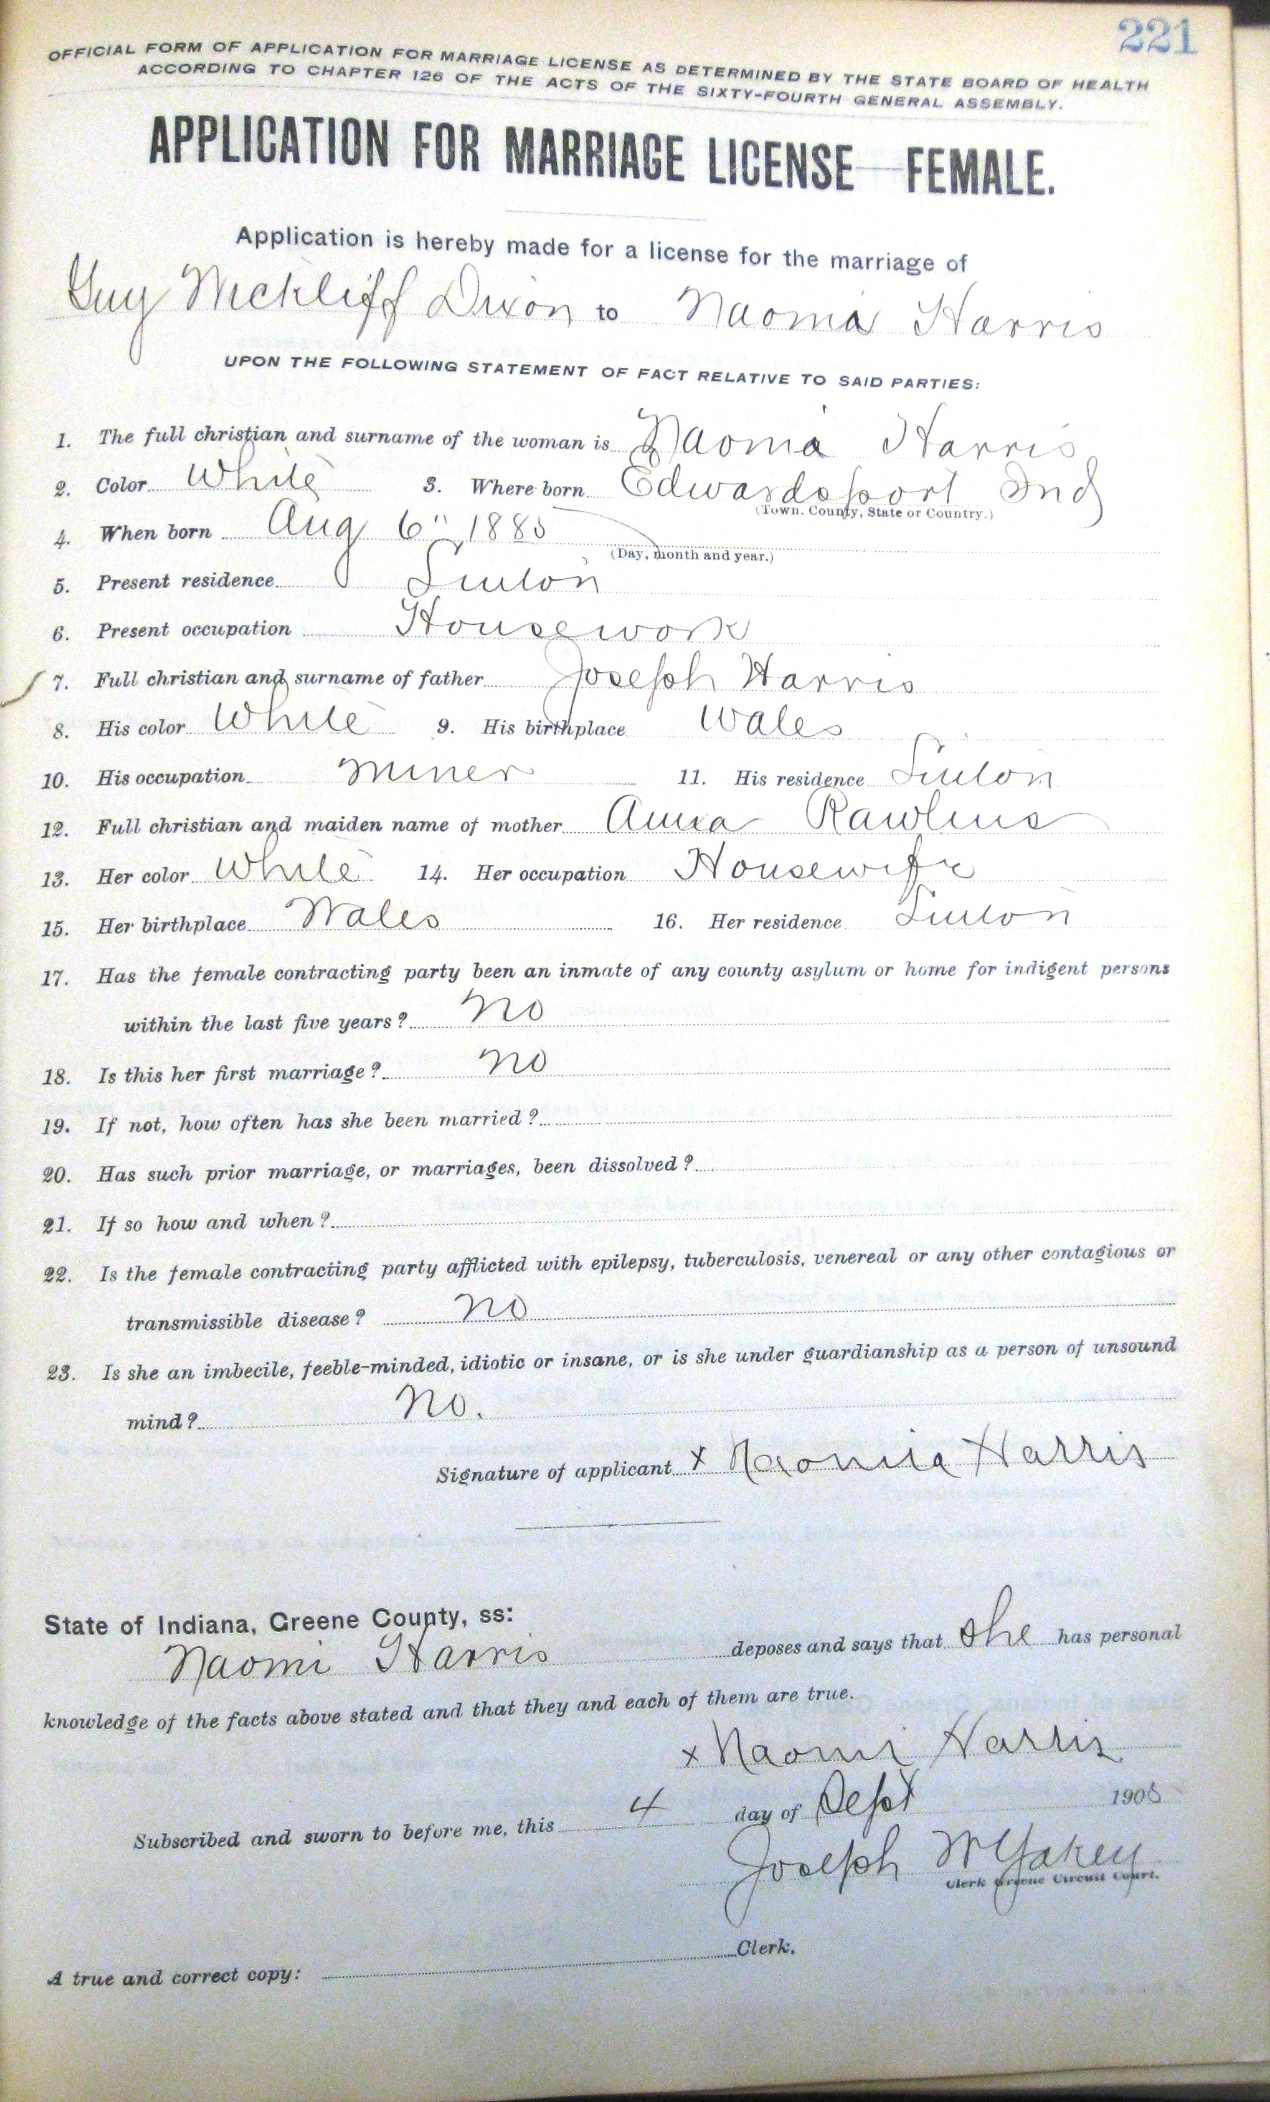 221
OFFICIAL FORM OF APPLICATION FOR MARRIAGE LICENSE AS DETERMINED BY THE STATE BOARD OF HEALTH
ACCORDING TO CHAPTER 126 OF THE ACTS OF THE SIXTY-FOURTH GENERAL ASSEMBLY.
APPLICATION FOR MARRIAGE LICENSE—FEMALE.
Application is hereby made for a license for the marriage of
Guy Mckliff Dixon to Naomia Harris
UPON THE FOLLOWING STATEMENT OF FACT RELATIVE TO SAID PARTIES:
1. The full christian and surname of the woman is Naomia Harris
2. Color White 3. Where born Edwardsport Ind
(Town, County, State or Country.)
4. When born Aug 6" 1885
(Day, month and year.)
5. Present residence Linton
6. Present occupation Housework
7. Full christian and surname of father Joseph Harris
8. His color White 9. His birthplace Wales
10. His occupation Miner 11. His residence Linton
12. Full christian and maiden name of mother Anna Rawlins
13. Her color White 14. Her occupation Housewife
15. Her birthplace Wales 16. Her residence Linton
17. Has the female contracting party been an inmate of any county asylum or home for indigent persons
within the last five years? No
18. Is this her first marriage? No
19. If not, how often has she been married?
20. Has such prior marriage, or marriages, been dissolved?
21. If so how and when?
22. Is the female contracting party afflicted with epilepsy, tuberculosis, venereal or any other contagious or
transmissible disease? No
23. Is she an imbecile, feeble-minded, idiotic or insane, or is she under guardianship as a person of unsound
mind? No.
Signature of applicant x Naomia Harris
State of Indiana, Greene County, ss:
Naomi Harris deposes and says that she has personal
knowledge of the facts above stated and that they and each of them are true.
x Naomi Harris
Subscribed and sworn to before me, this 4 day of Sept 1905
Joseph W Yakey
Clerk Greene Circuit Court.
A true and correct copy: Clerk.